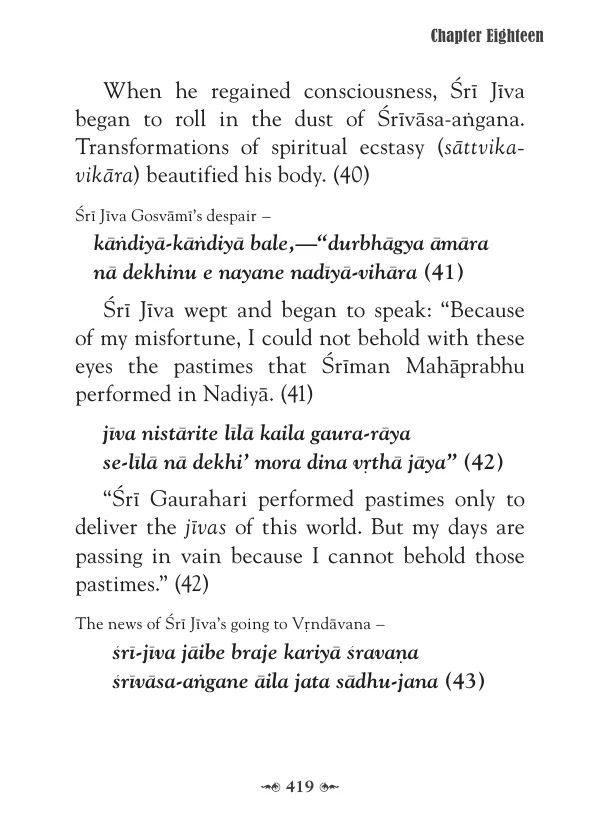 Chapter Eighteen
When he regained consciousness, Śrī Jīva
began to roll in the dust of Śrīvāsa-aṅgana.
Transformations of spiritual ecstasy (sāttvika-
vikāra) beautified his body. (40)
Śrī Jīva Gosvāmī’s despair –
kāṅdiyā-kāṅdiyā bale,—“durbhāgya āmāra
nā dekhinu e nayane nadīyā-vihāra (41)
Śrī Jīva wept and began to speak: “Because
of my misfortune, I could not behold with these
eyes the pastimes that Śrīman Mahāprabhu
performed in Nadiyā. (41)
jīva nistārite līlā kaila gaura-rāya
se-līlā nā dekhi’ mora dina vṛthā jāya” (42)
“Śrī Gaurahari performed pastimes only to
deliver the jīvas of this world. But my days are
passing in vain because I cannot behold those
pastimes.” (42)
The news of Śrī Jīva’s going to Vṛndāvana –
śrī-jīva jāibe braje kariyā śravaṇa
śrīvāsa-aṅgane āila jata sādhu-jana (43)
419